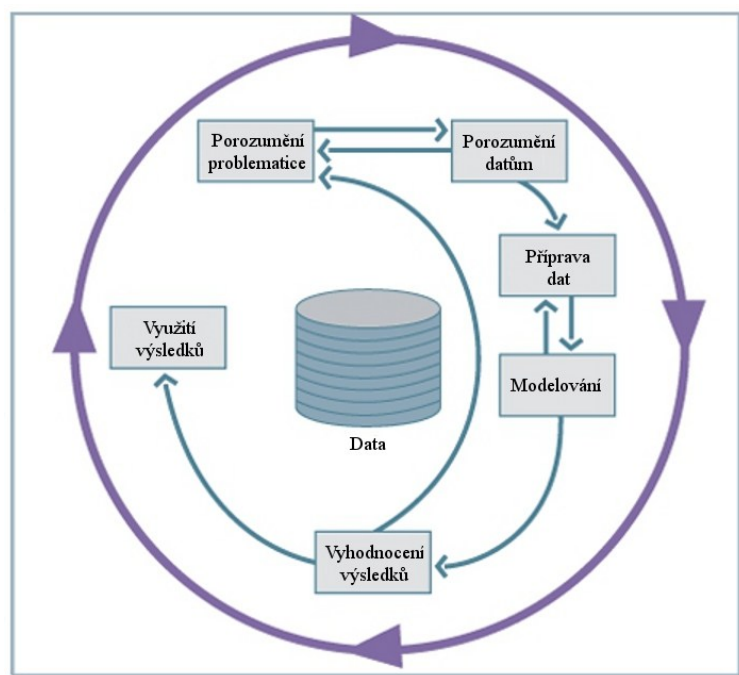 Porozumění
problematice
Porozumění
datům
Příprava
dat
Využití
výsledků
Modelování
Data
Vyhodnocení
výsledků